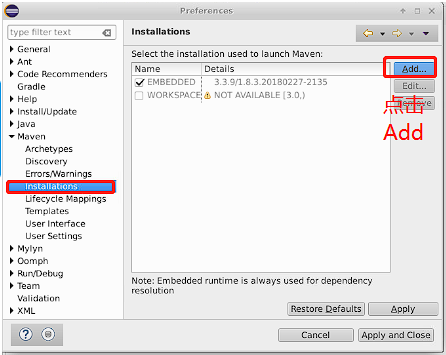 Preferences
type filter text
Installations
General
Ant
Code Recommenders
Gradle
Help
Install/Update
Java
Maven
Archetypes
Discovery
Errors/Warnings
Installations
Lifecycle Mappings
Templates
User Interface
User Settings
Mylyn
Oomph
Run/Debug
Team
Validation
XML
Select the installation used to launch Maven:
Name Details
EMBEDDED 3.3.9/1.8.3.20180227-2135
WORKSPACE NOT AVAILABLE [3.0,)
Add...
Edit...
Remove
点击
Add
Note: Embedded runtime is always used for dependency
resolution
Restore Defaults Apply
Cancel Apply and Close